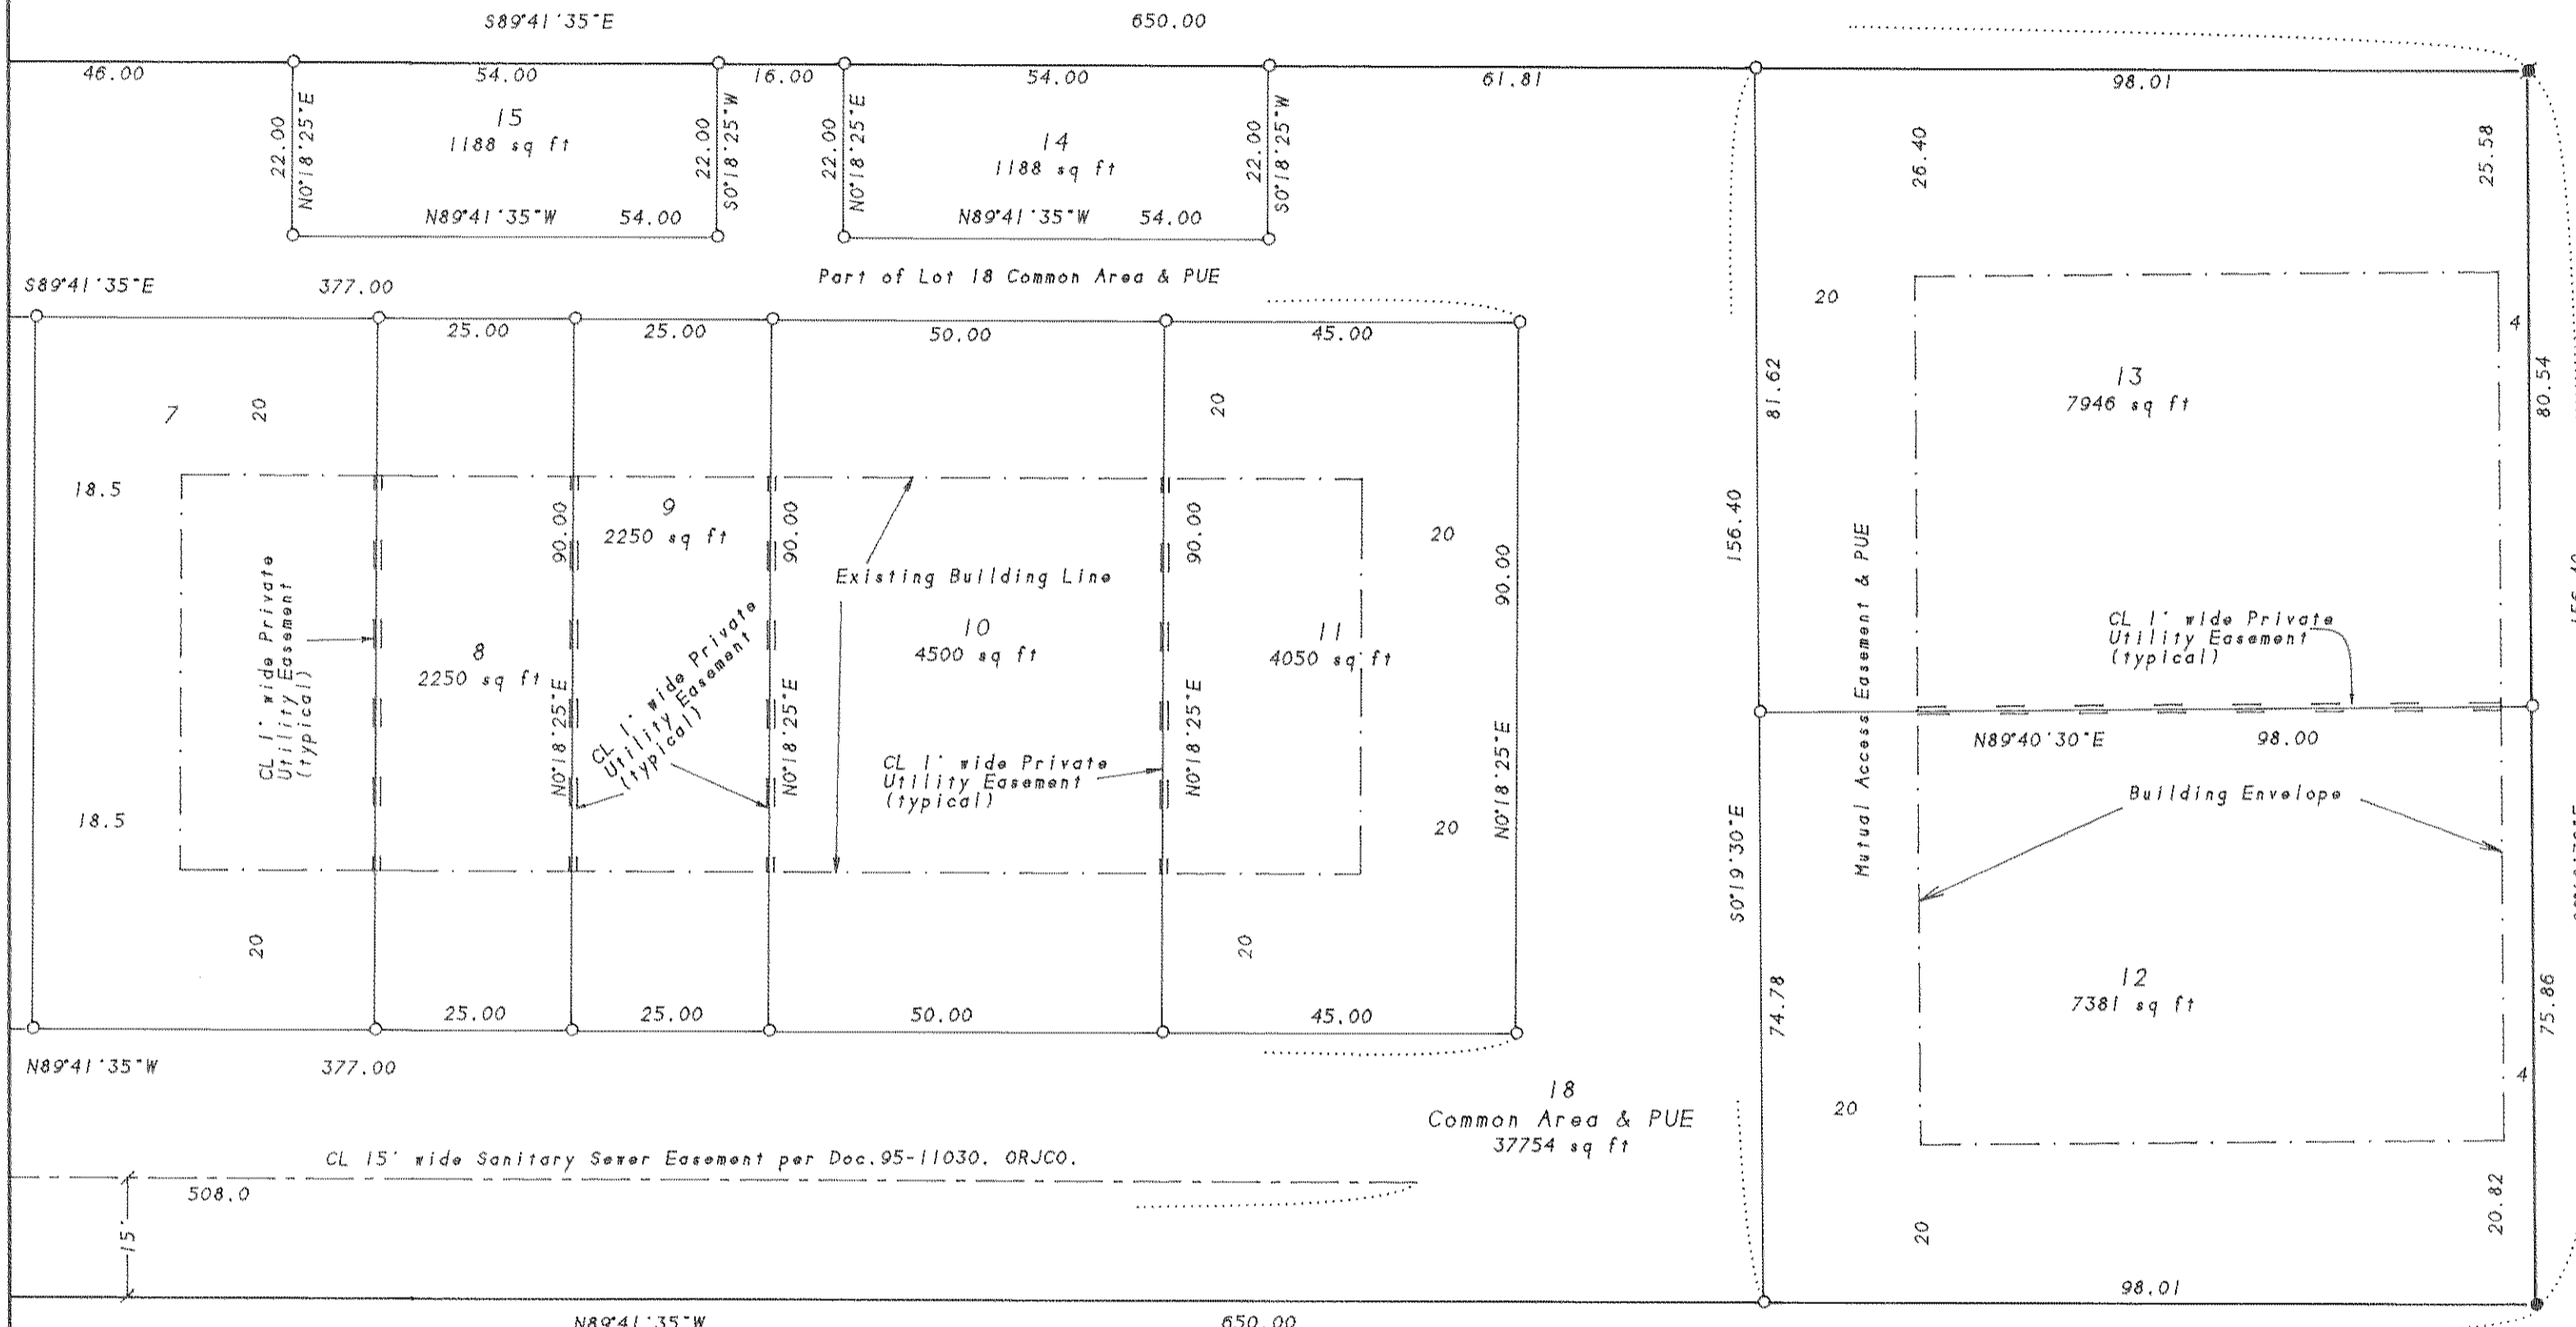 S89°41'35"E 650.00
46.00 54.00 16.00 54.00 61.81 98.01
22.00
N0°18'25"E
15
1188 sq ft
22.00
S0°18'25"W
22.00
N0°18'25"E
14
1188 sq ft
22.00
S0°18'25"W
26.40
25.58
N89°41'35"W 54.00
N89°41'35"W 54.00
S89°41'35"E 377.00
Part of Lot 18 Common Area & PUE
20
4
25.00 25.00 50.00 45.00
7
20
20
81.62
13
7946 sq ft
80.54
18.5
90.00
9
2250 sq ft
90.00
90.00
20
90.00
156.40
Existing Building Line
CL 1' wide Private
Utility Easement
(typical)
8
2250 sq ft
N0°18'25"E
CL 1' wide Private
Utility Easement
(typical)
N0°18'25"E
10
4500 sq ft
N0°18'25"E
11
4050 sq ft
N0°18'25"E
Mutual Access Easement & PUE
CL 1' wide Private
Utility Easement
(typical)
N89°40'30"E 98.00
CL 1' wide Private
Utility Easement
(typical)
Building Envelope
18.5
20
S0°19'30"E
20
20
74.78
12
7381 sq ft
75.86
25.00 25.00 50.00 45.00
N89°41'35"W 377.00
18
Common Area & PUE
37754 sq ft
20
4
CL 15' wide Sanitary Sewer Easement per Doc.95-11030, ORJCO.
508.0
15'
20
20.82
98.01
N89°41'35"W 650.00